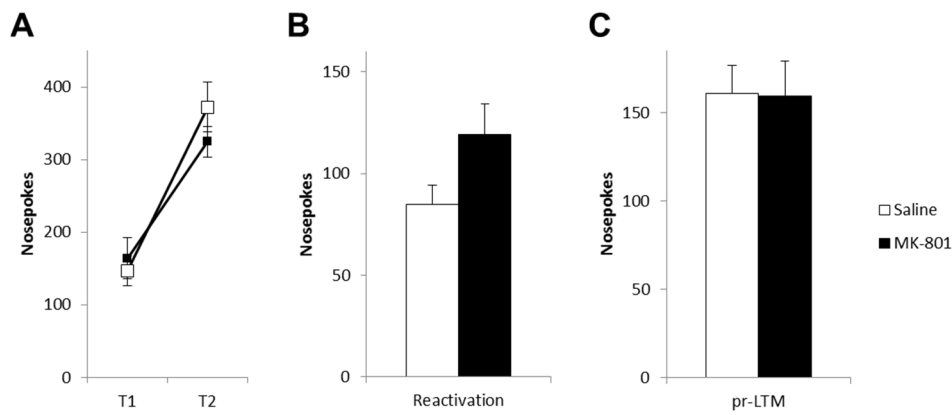 A
Nosepokes
400
300
200
100
0
T1 T2
B
Nosepokes
150
100
50
0
Reactivation
C
Nosepokes
150
100
50
0
pr-LTM
Saline
MK-801